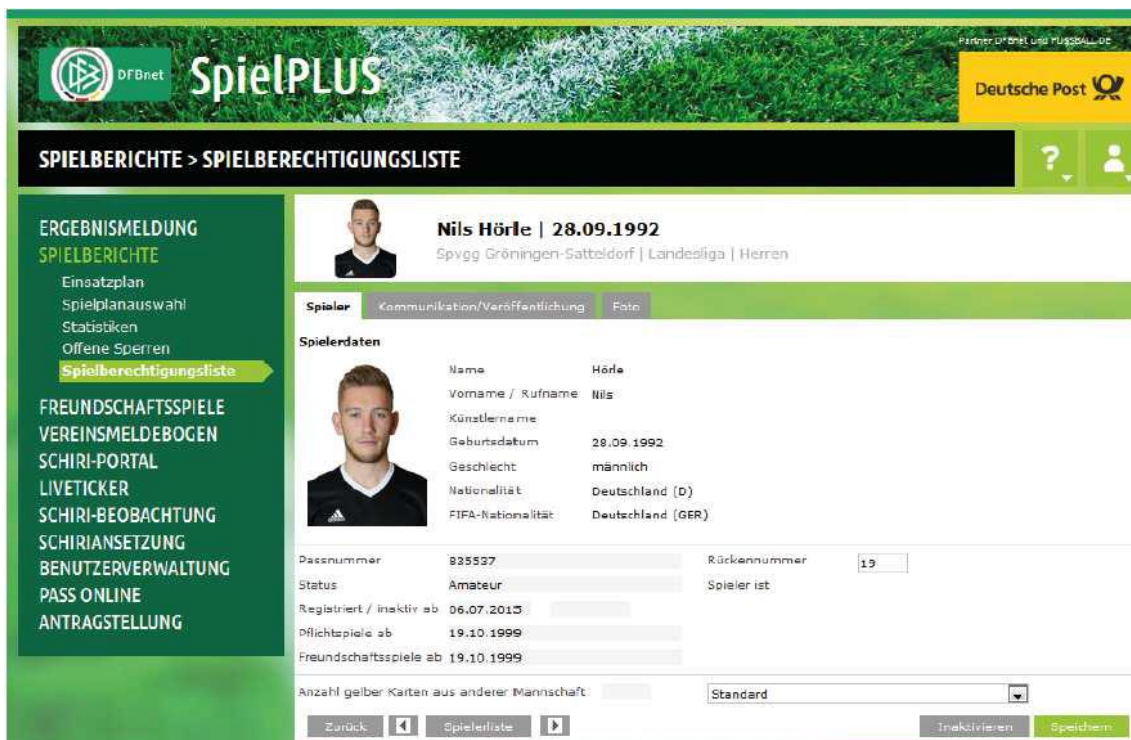 Partner DFBnet und FUSSBALL.DE
DFBnet
SpielPLUS
Deutsche Post
SPIELBERICHTE > SPIELBERECHTIGUNGSLISTE
?
ERGEBNISMELDUNG
SPIELBERICHTE
Einsatzplan
Spielplanauswahl
Statistiken
Offene Sperren
Spielberechtigungsliste
FREUNDSCHAFTSSPIELE
VEREINSMELDEBOGEN
SCHIRI-PORTAL
LIVETICKER
SCHIRI-BEOBACHTUNG
SCHIRIANSETZUNG
BENUTZERVERWALTUNG
PASS ONLINE
ANTRAGSTELLUNG
Nils Hörle | 28.09.1992
Spvgg Gröningen-Satteldorf | Landesliga | Herren
Spieler Kommunikation/Veröffentlichung Foto
Spielerdaten
Name Hörle
Vorname / Rufname Nils
Künstlername
Geburtsdatum 28.09.1992
Geschlecht männlich
Nationalität Deutschland (D)
FIFA-Nationalität Deutschland (GER)
Passnummer 835537 Rückennummer 19
Status Amateur Spieler ist
Registriert / inaktiv ab 06.07.2015
Pflichtspiele ab 19.10.1999
Freundschaftsspiele ab 19.10.1999
Anzahl gelber Karten aus anderer Mannschaft Standard
Zurück Spielerliste Inaktivieren Speichern